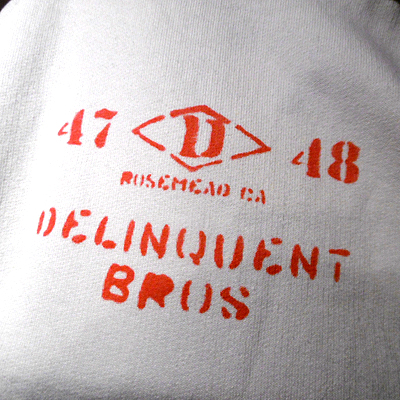 47 D 48
ROSEMEAD CA
DELINQUENT
BROS